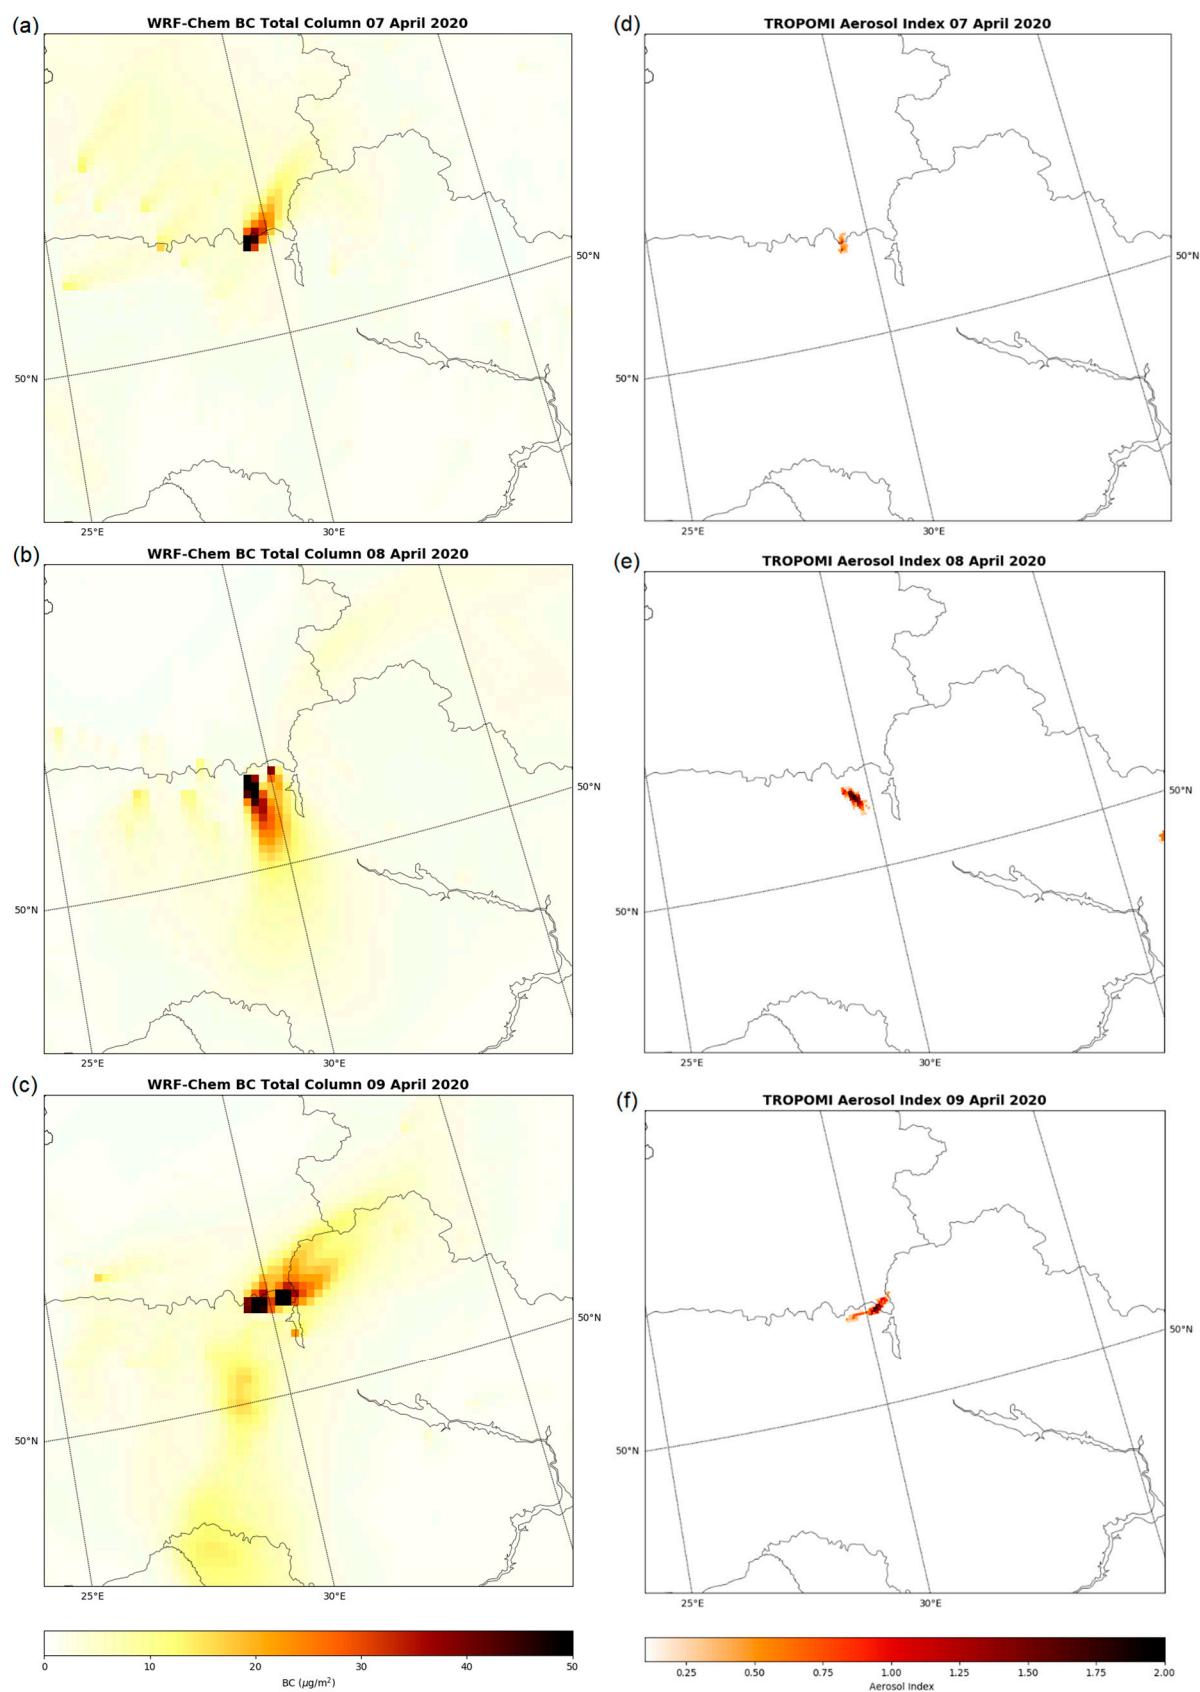 (a)
WRF-Chem BC Total Column 07 April 2020
50°N
50°N
25°E
30°E
(d)
TROPOMI Aerosol Index 07 April 2020
50°N
50°N
25°E
30°E
(b)
WRF-Chem BC Total Column 08 April 2020
50°N
50°N
25°E
30°E
(e)
TROPOMI Aerosol Index 08 April 2020
50°N
50°N
25°E
30°E
(c)
WRF-Chem BC Total Column 09 April 2020
50°N
50°N
25°E
30°E
(f)
TROPOMI Aerosol Index 09 April 2020
50°N
50°N
25°E
30°E
0 10 20 30 40 50
BC (μg/m²)
0.25 0.50 0.75 1.00 1.25 1.50 1.75 2.00
Aerosol Index